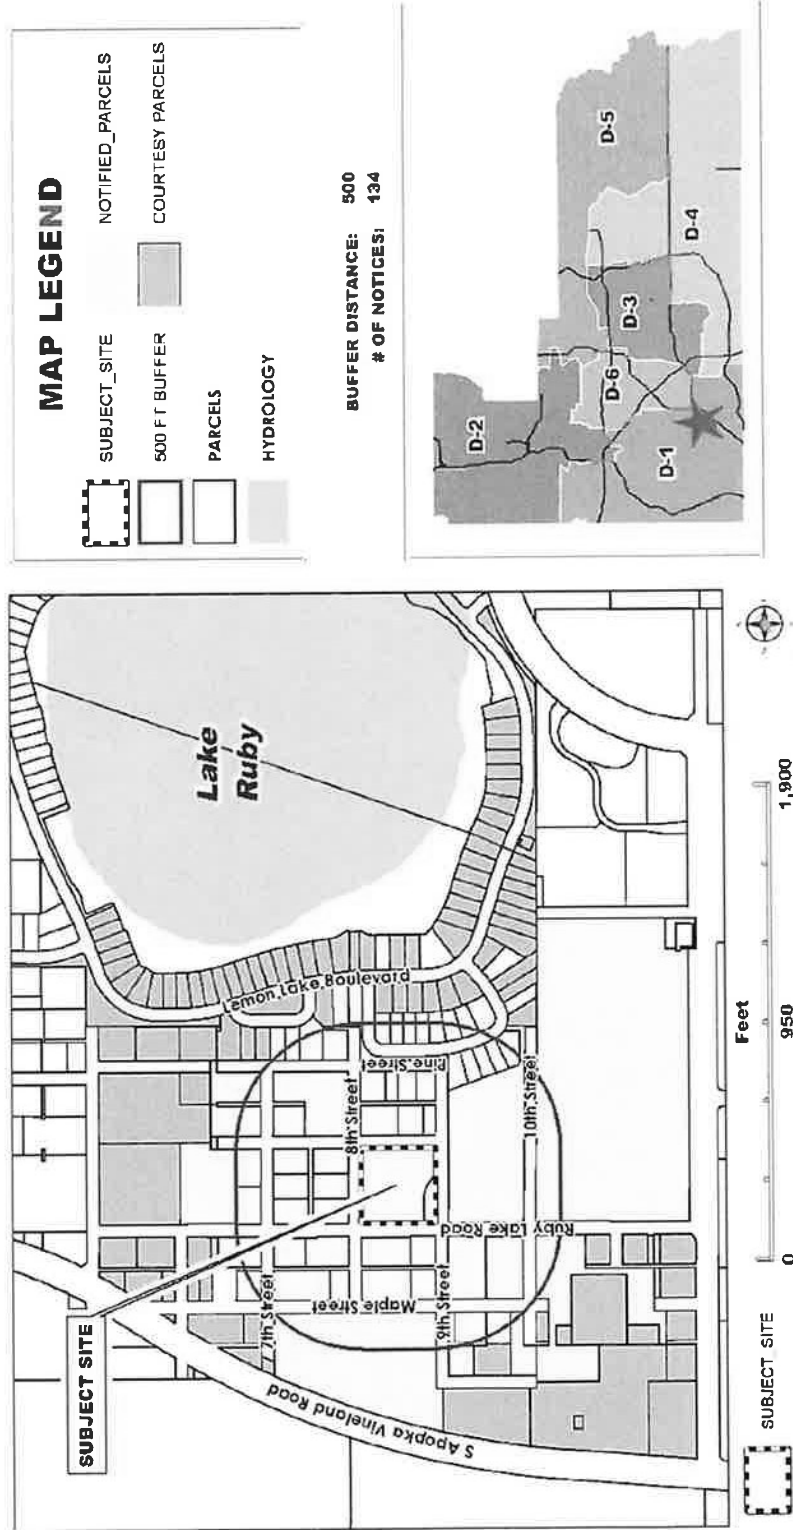 MAP LEGEND
SUBJECT_SITE
NOTIFIED_PARCELS
500 FT BUFFER
COURTESY PARCELS
PARCELS
HYDROLOGY
BUFFER DISTANCE: 500
# OF NOTICES: 134
D-2
D-5
D-3
D-6
D-4
D-1
SUBJECT SITE
Lake
Ruby
Lemon Lake Boulevard
S Apopka Vineland Road
7th Street
8th Street
Pine Street
Maple Street
9th Street
Ruby Lake Road
10th Street
Feet
0 950 1,900
SUBJECT_SITE